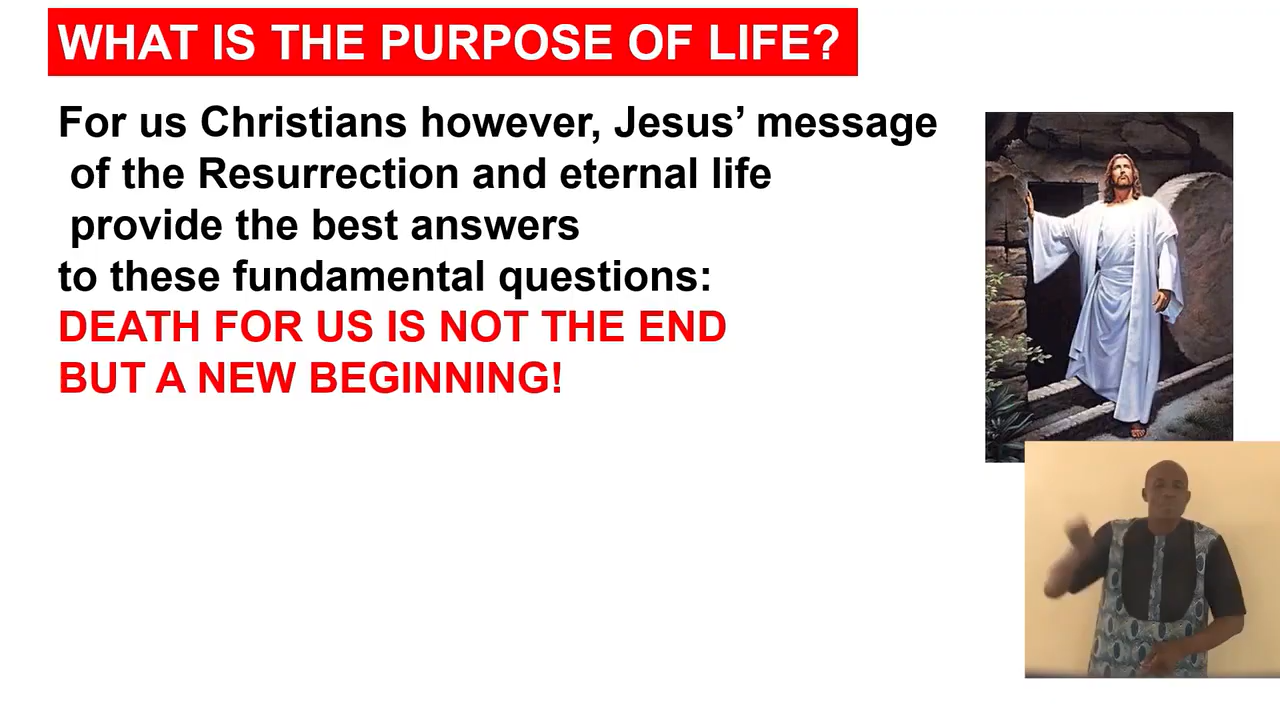 WHAT IS THE PURPOSE OF LIFE?
For us Christians however, Jesus’ message
of the Resurrection and eternal life
provide the best answers
to these fundamental questions:
DEATH FOR US IS NOT THE END
BUT A NEW BEGINNING!